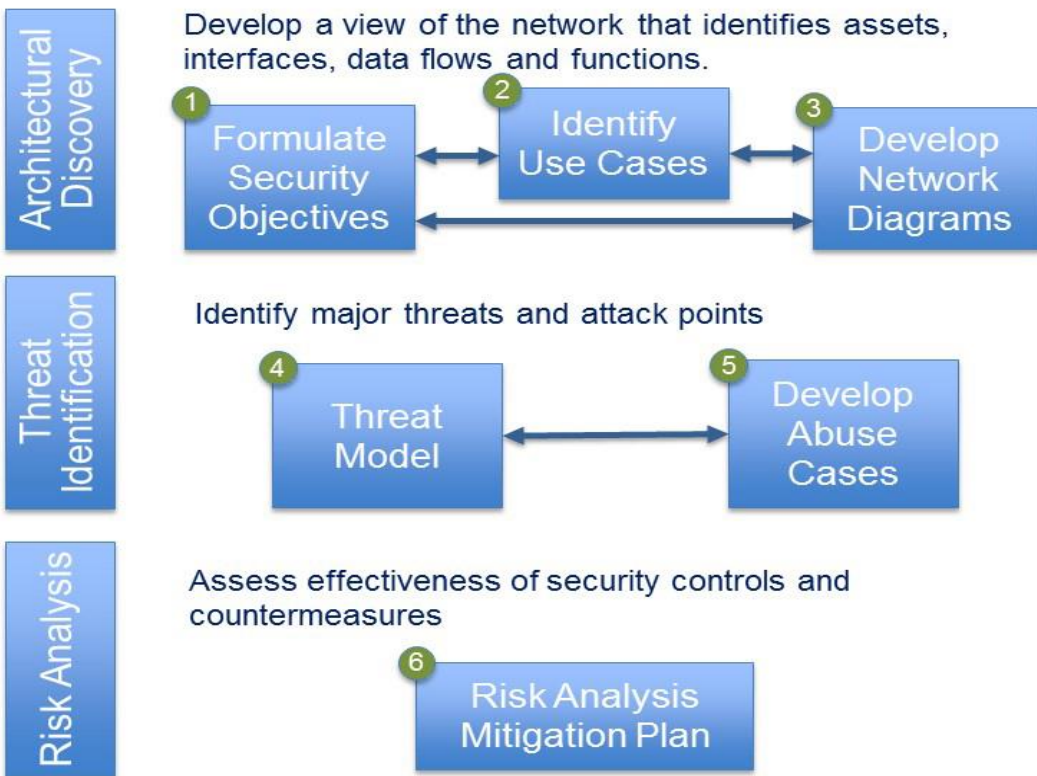 Architectural
Discovery
Develop a view of the network that identifies assets,
interfaces, data flows and functions.
1
Formulate
Security
Objectives
2
Identify
Use Cases
3
Develop
Network
Diagrams
Threat
Identification
Identify major threats and attack points
4
Threat
Model
5
Develop
Abuse
Cases
Risk Analysis
Assess effectiveness of security controls and
countermeasures
6
Risk Analysis
Mitigation Plan